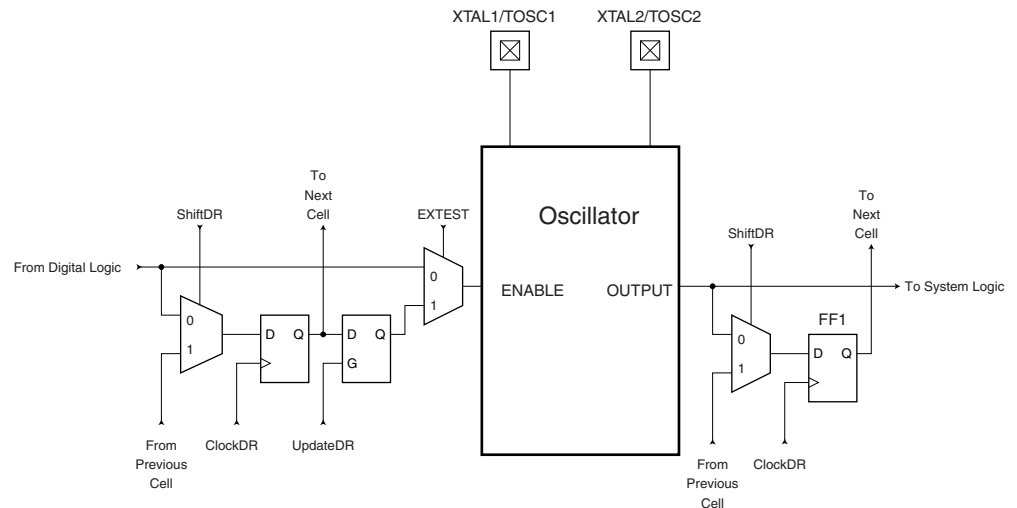 XTAL1/TOSC1
XTAL2/TOSC2
To
Next
Cell
ShiftDR
EXTEST
From Digital Logic
0
1
D Q
D Q
G
0
1
Oscillator
ENABLE
OUTPUT
To
Next
Cell
ShiftDR
To System Logic
FF1
0
1
D Q
From
Previous
Cell
ClockDR
UpdateDR
From
Previous
Cell
ClockDR